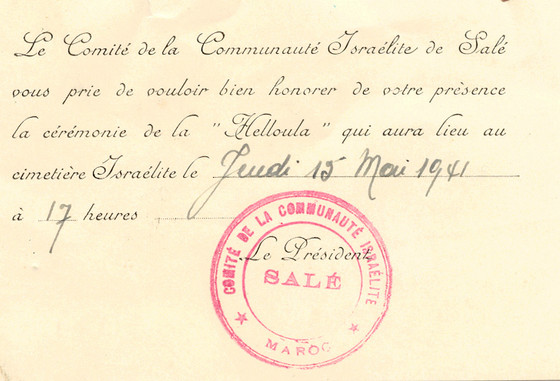 Le Comité de la Communauté Israélite de Salé
vous prie de vouloir bien honorer de votre présence
la cérémonie de la "Helloula" qui aura lieu au
cimetière Israélite le Jeudi 15 Mai 1941
à 17 heures
Le Président,
COMITÉ DE LA COMMUNAUTÉ ISRAÉLITE
SALÉ
★ MAROC ★